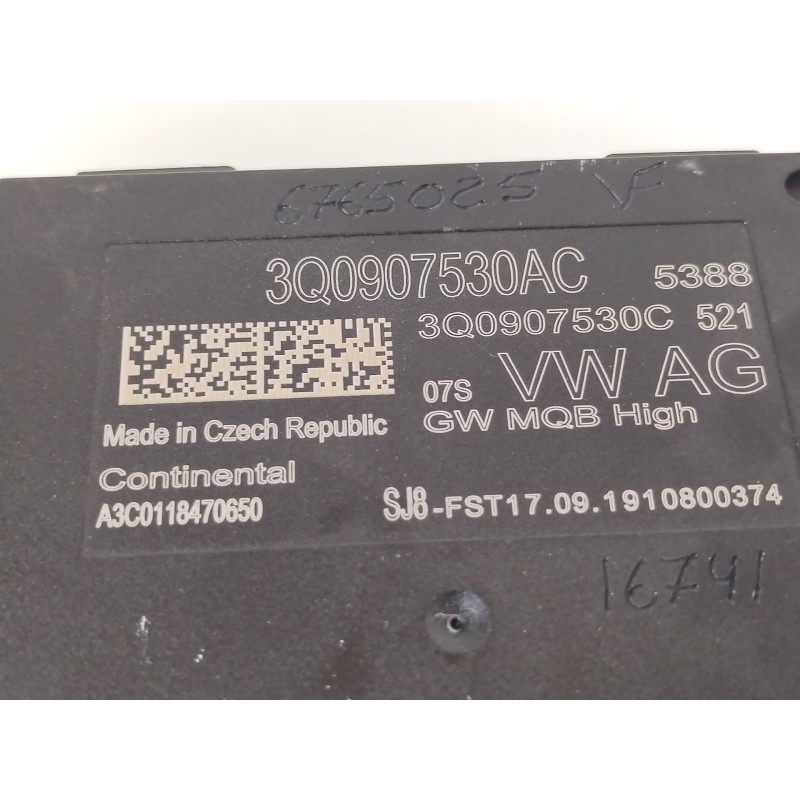 6765025 VF
3Q0907530AC 5388
3Q0907530C 521
07S VW AG
GW MQB High
Made in Czech Republic
Continental
A3C0118470650 SJ8-FST17.09.1910800374
16741